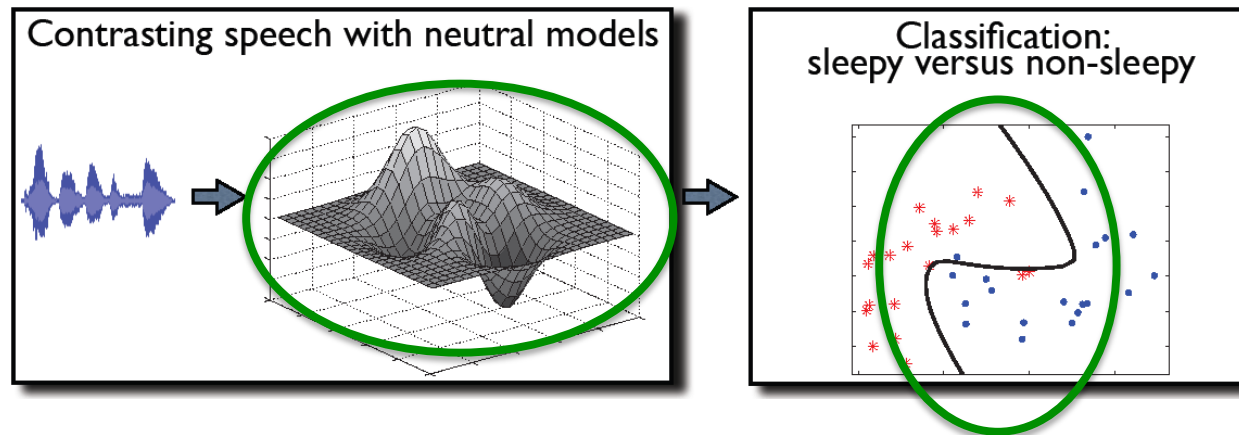 Contrasting speech with neutral models
Classification:
sleepy versus non-sleepy